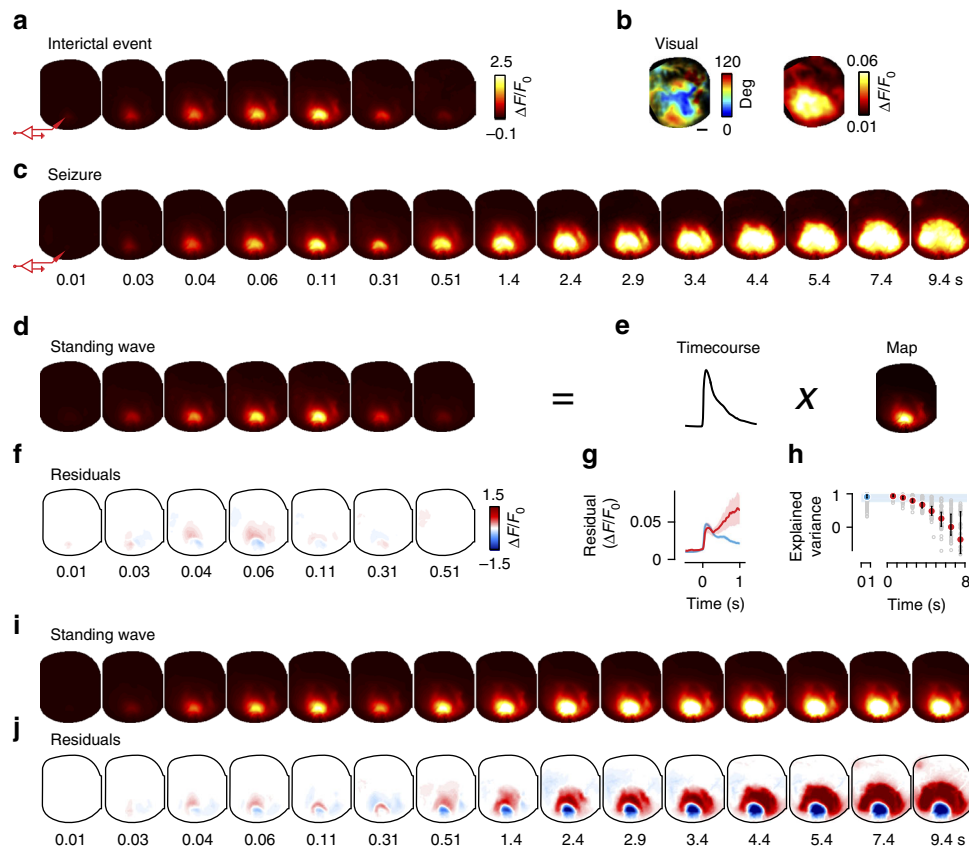 a
Interictal event
2.5
ΔF/F0
−0.1
b
Visual
120
Deg
0
0.06
ΔF/F0
0.01
c
Seizure
0.01 0.03 0.04 0.06 0.11 0.31 0.51 1.4 2.4 2.9 3.4 4.4 5.4 7.4 9.4 s
d
Standing wave
=
e
Timecourse
X
Map
f
Residuals
1.5
ΔF/F0
−1.5
0.01 0.03 0.04 0.06 0.11 0.31 0.51
g
Residual
(ΔF/F0)
0.05
0
0 1
Time (s)
h
Explained
variance
1
0
0 1 0 8
Time (s)
i
Standing wave
j
Residuals
0.01 0.03 0.04 0.06 0.11 0.31 0.51 1.4 2.4 2.9 3.4 4.4 5.4 7.4 9.4 s